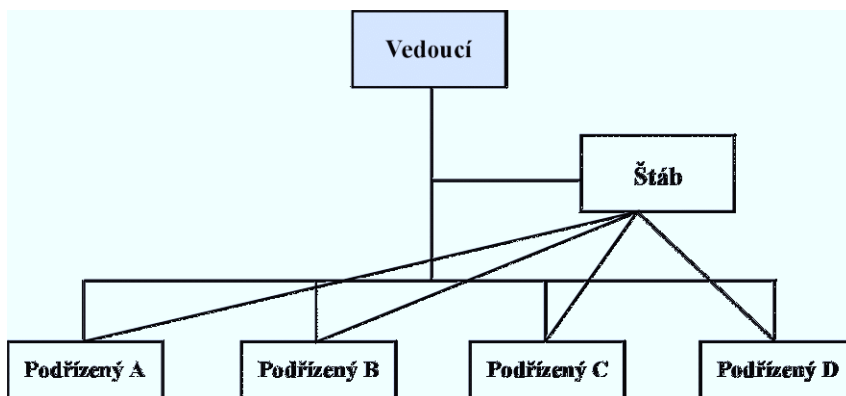 Vedoucí
Štáb
Podřízený A
Podřízený B
Podřízený C
Podřízený D